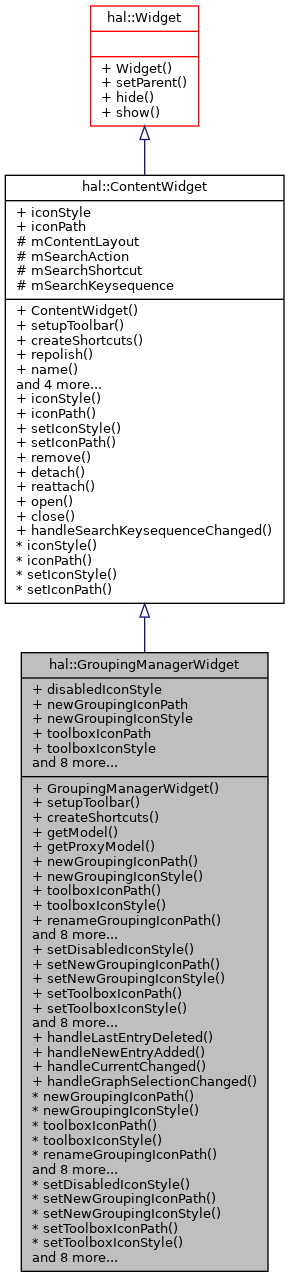 hal::Widget
+ Widget()
+ setParent()
+ hide()
+ show()
hal::ContentWidget
+ iconStyle
+ iconPath
# mContentLayout
# mSearchAction
# mSearchShortcut
# mSearchKeysequence
+ ContentWidget()
+ setupToolbar()
+ createShortcuts()
+ repolish()
+ name()
and 4 more...
+ iconStyle()
+ iconPath()
+ setIconStyle()
+ setIconPath()
+ remove()
+ detach()
+ reattach()
+ open()
+ close()
+ handleSearchKeysequenceChanged()
* iconStyle()
* iconPath()
* setIconStyle()
* setIconPath()
hal::GroupingManagerWidget
+ disabledIconStyle
+ newGroupingIconPath
+ newGroupingIconStyle
+ toolboxIconPath
+ toolboxIconStyle
and 8 more...
+ GroupingManagerWidget()
+ setupToolbar()
+ createShortcuts()
+ getModel()
+ getProxyModel()
+ newGroupingIconPath()
+ newGroupingIconStyle()
+ toolboxIconPath()
+ toolboxIconStyle()
+ renameGroupingIconPath()
and 8 more...
+ setDisabledIconStyle()
+ setNewGroupingIconPath()
+ setNewGroupingIconStyle()
+ setToolboxIconPath()
+ setToolboxIconStyle()
and 8 more...
+ handleLastEntryDeleted()
+ handleNewEntryAdded()
+ handleCurrentChanged()
+ handleGraphSelectionChanged()
* newGroupingIconPath()
* newGroupingIconStyle()
* toolboxIconPath()
* toolboxIconStyle()
* renameGroupingIconPath()
and 8 more...
* setDisabledIconStyle()
* setNewGroupingIconPath()
* setNewGroupingIconStyle()
* setToolboxIconPath()
* setToolboxIconStyle()
and 8 more...